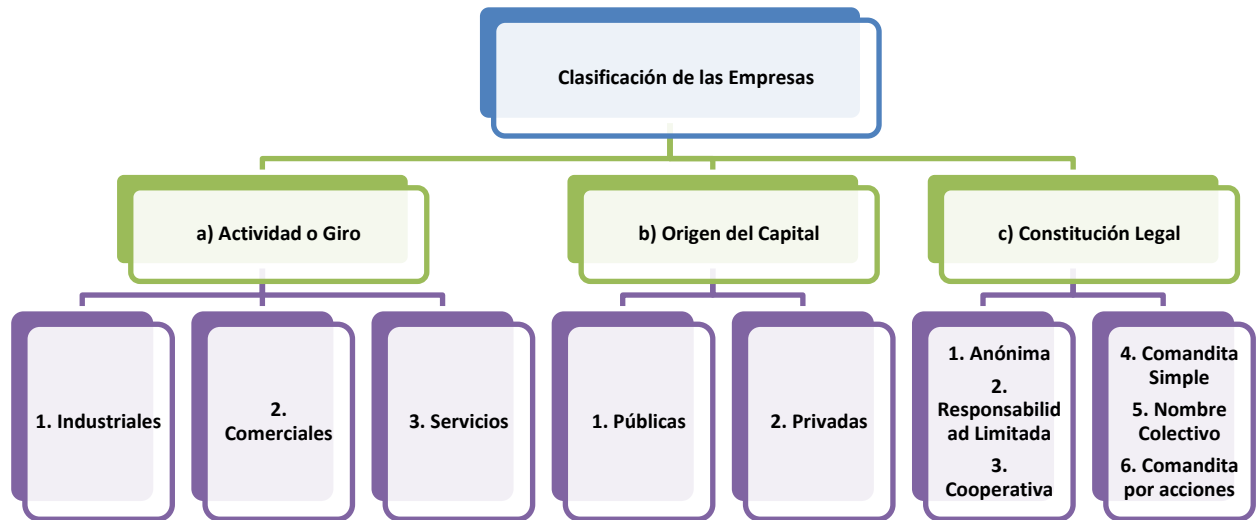 Clasificación de las Empresas
a) Actividad o Giro
b) Origen del Capital
c) Constitución Legal
1. Industriales
2.
Comerciales
3. Servicios
1. Públicas
2. Privadas
1. Anónima
2.
Responsabilid
ad Limitada
3.
Cooperativa
4. Comandita
Simple
5. Nombre
Colectivo
6. Comandita
por acciones